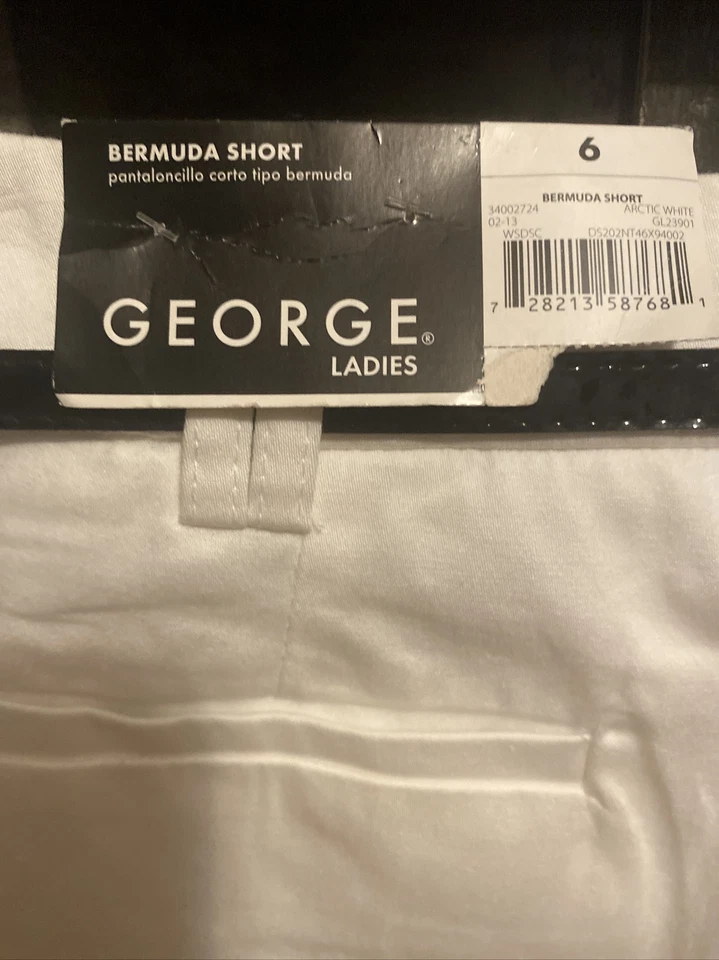 BERMUDA SHORT
pantaloncillo corto tipo bermuda
GEORGE®
LADIES
6
BERMUDA SHORT
34002724 ARCTIC WHITE
02-13 GL23901
WSDSC DS202NT46X94002
7 28213 58768 1